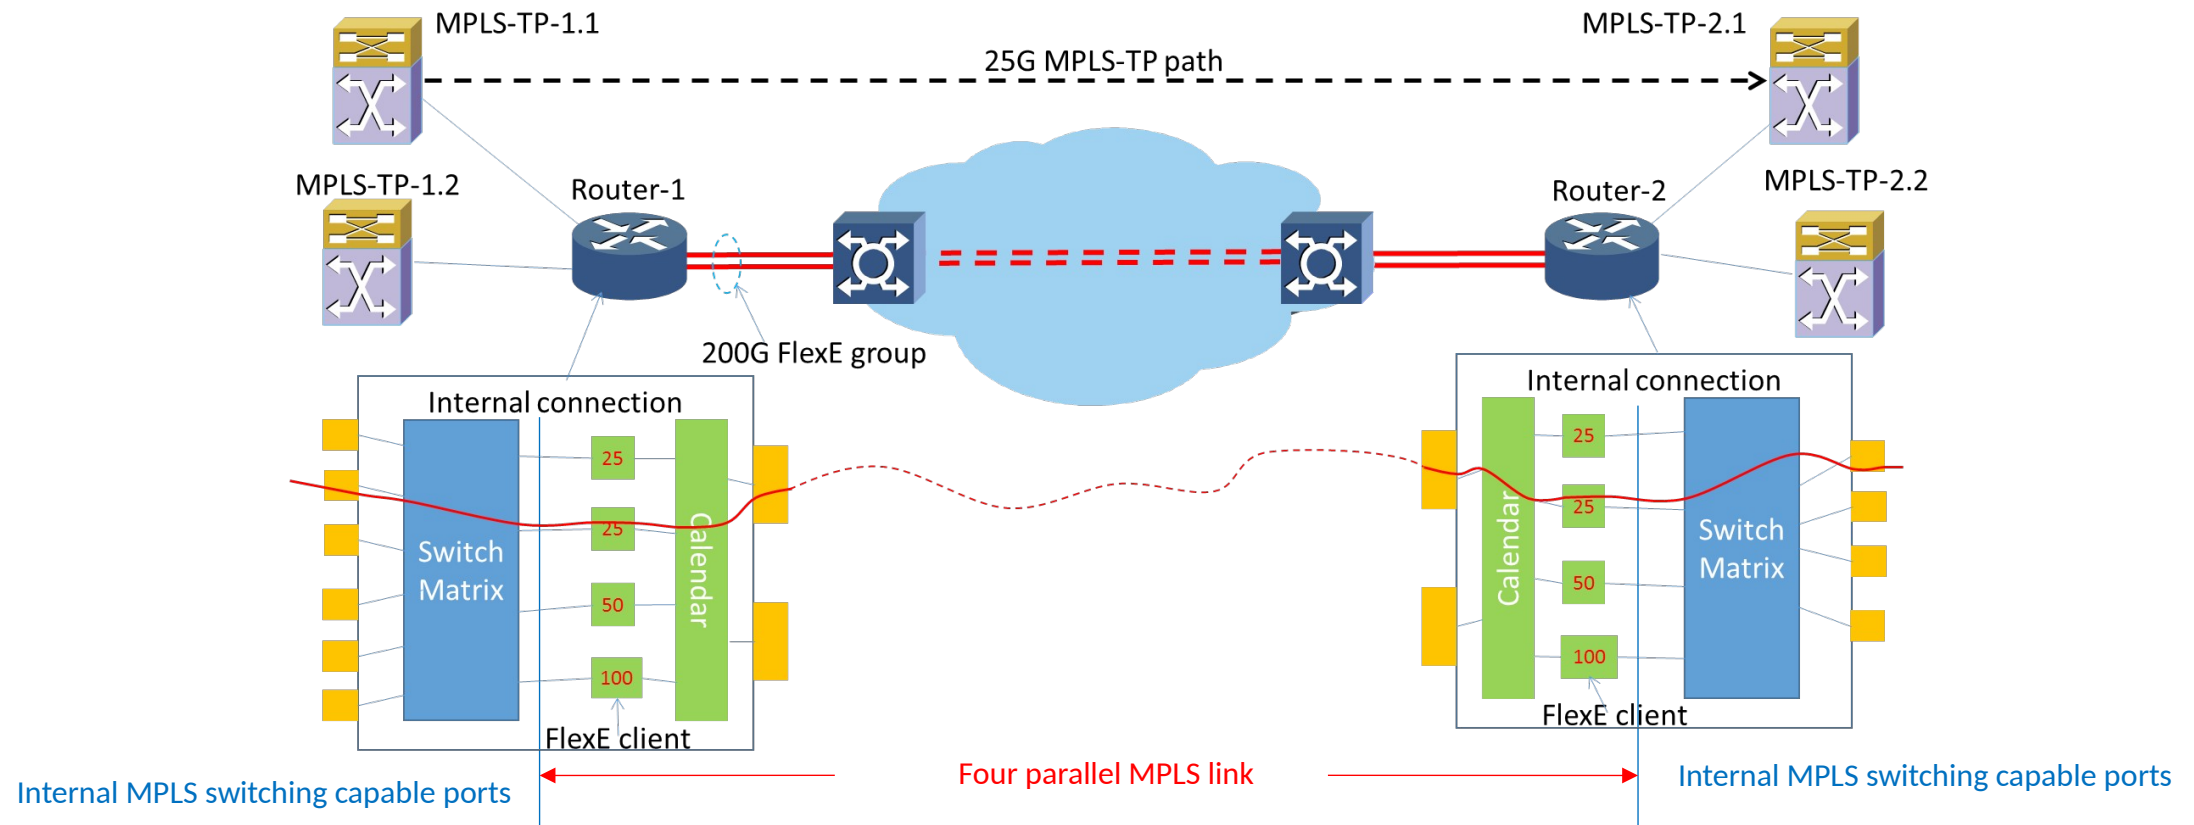 MPLS-TP-1.1
MPLS-TP-2.1
25G MPLS-TP path
MPLS-TP-1.2
Router-1
Router-2
MPLS-TP-2.2
200G FlexE group
Internal connection
25
25
50
100
Switch
Matrix
Calendar
FlexE client
Internal connection
Calendar
25
25
50
100
Switch
Matrix
FlexE client
Internal MPLS switching capable ports
Four parallel MPLS link
Internal MPLS switching capable ports